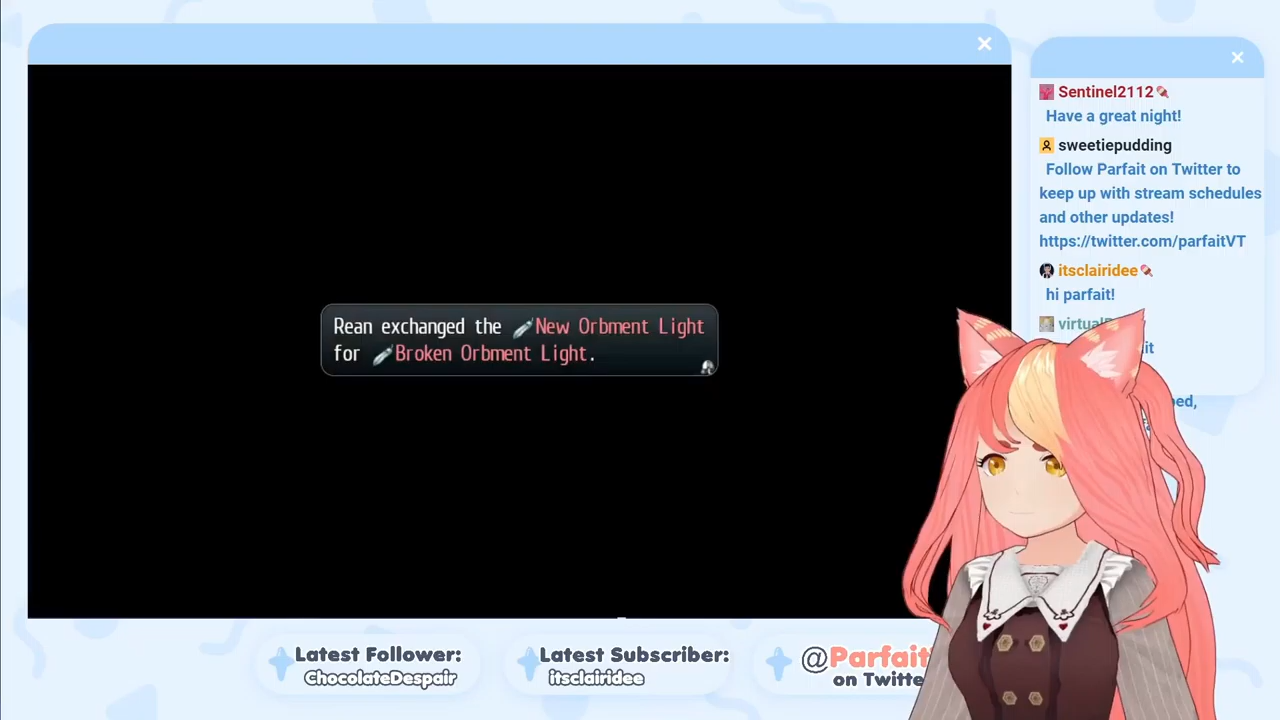 Rean exchanged the New Orbment Light
for Broken Orbment Light.
Sentinel2112
Have a great night!
sweetiepudding
Follow Parfait on Twitter to
keep up with stream schedules
and other updates!
https://twitter.com/parfaitVT
itsclairidee
hi parfait!
Latest Follower:
ChocolateDespair
Latest Subscriber:
itsclairidee
@Parfait
on Twitte